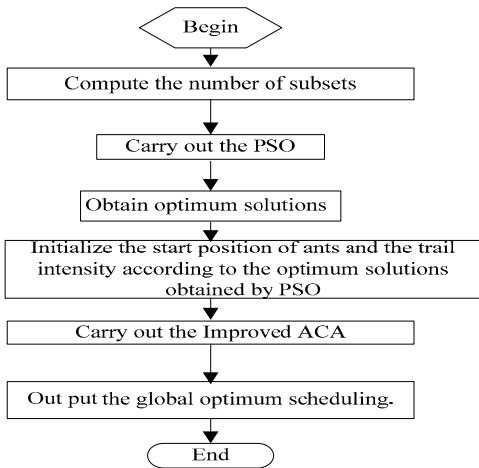 Begin
Compute the number of subsets
Carry out the PSO
Obtain optimum solutions
Initialize the start position of ants and the trail
intensity according to the optimum solutions
obtained by PSO
Carry out the Improved ACA
Out put the global optimum scheduling.
End